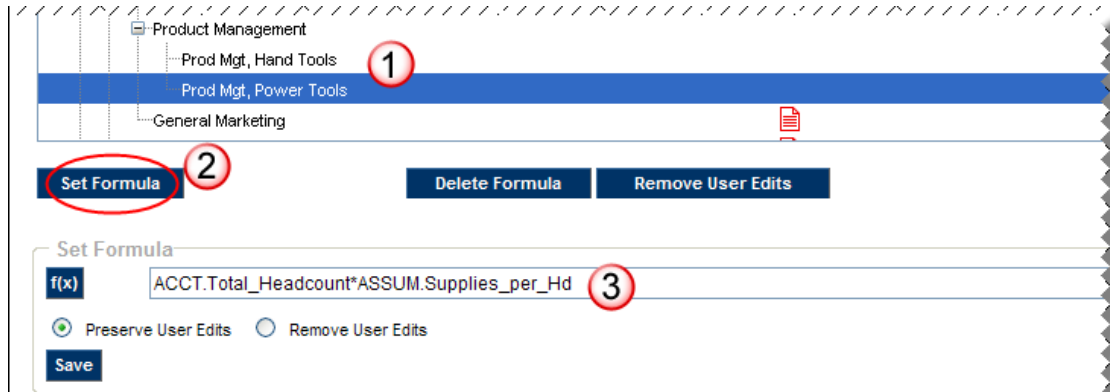 Product Management
Prod Mgt, Hand Tools
1
Prod Mgt, Power Tools
General Marketing
2
Set Formula Delete Formula Remove User Edits
Set Formula
f(x) ACCT.Total_Headcount*ASSUM.Supplies_per_Hd 3
Preserve User Edits Remove User Edits
Save